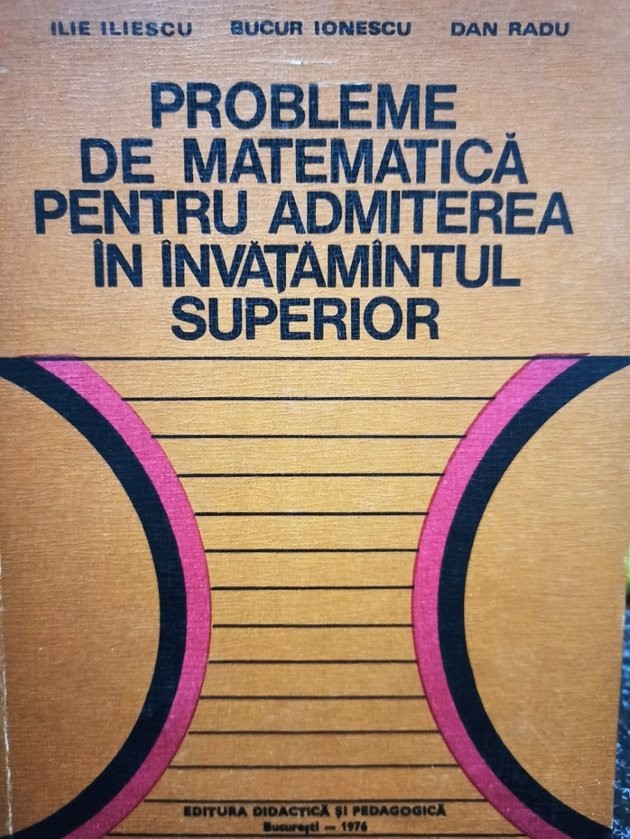 ILIE ILIESCU BUCUR IONESCU DAN RADU
PROBLEME
DE MATEMATICĂ
PENTRU ADMITEREA
ÎN ÎNVĂȚĂMÎNTUL
SUPERIOR
EDITURA DIDACTICĂ ȘI PEDAGOGICĂ
București — 1976